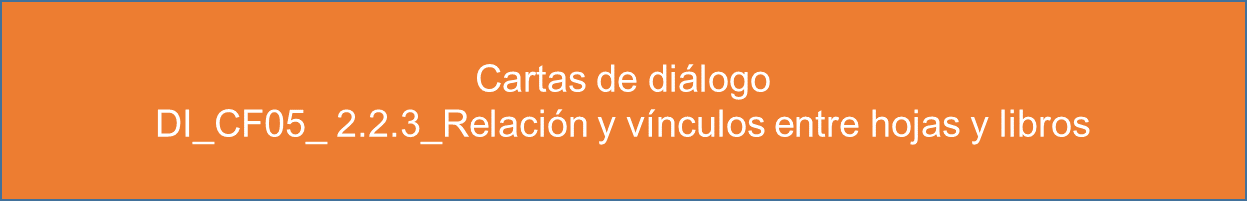 Cartas de diálogo
DI_CF05_ 2.2.3_Relación y vínculos entre hojas y libros